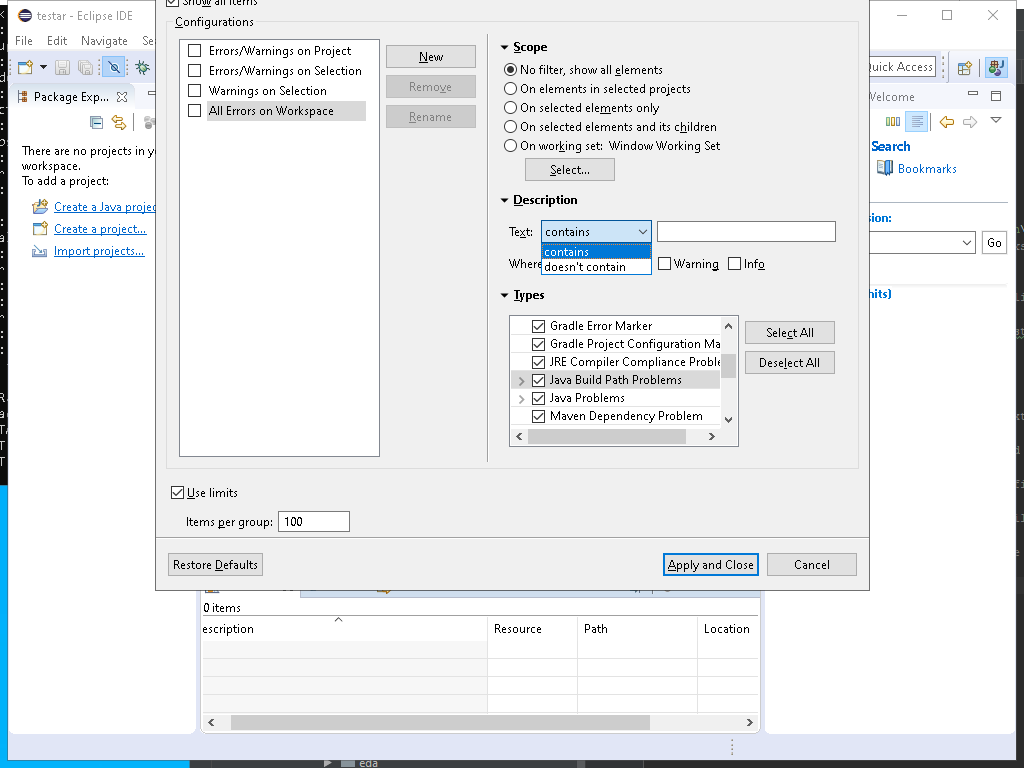 testar - Eclipse IDE
File Edit Navigate
Quick Access
Package Exp...
Welcome
There are no projects in
workspace.
To add a project:
Create a Java
Create a project...
Import projects...
Show all items
Configurations
Errors/Warnings on Project
Errors/Warnings on Selection
Warnings on Selection
All Errors on Workspace
New
Remove
Rename
Scope
No filter, show all elements
On elements in selected projects
On selected elements only
On selected elements and its children
On working set: Window Working Set
Select...
Description
Text: contains
contains
doesn't contain
Where
Warning
Info
Types
Gradle Error Marker
Gradle Project Configuration Ma
JRE Compiler Compliance Proble
Java Build Path Problems
Java Problems
Maven Dependency Problem
Select All
Deselect All
Use limits
Items per group: 100
Restore Defaults
Apply and Close
Cancel
Search
Bookmarks
sion:
Go
hits)
0 items
escription Resource Path Location
eda